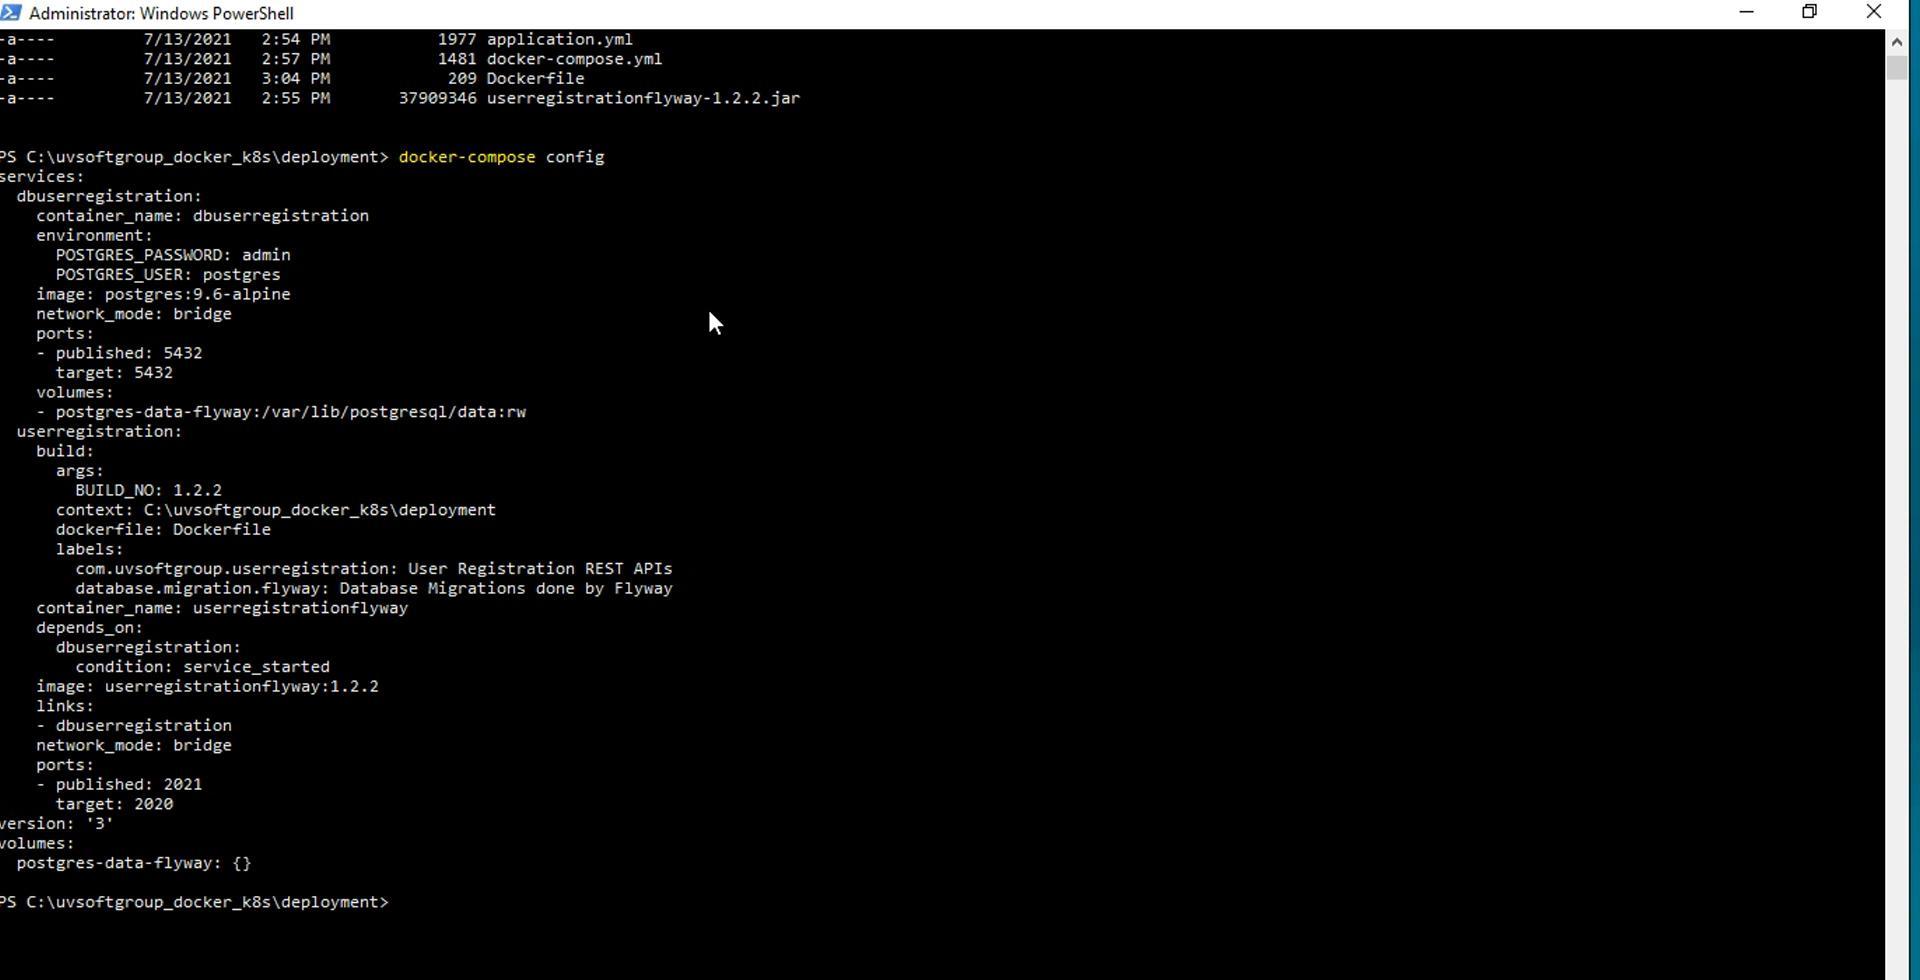 Administrator: Windows PowerShell
-a---- 7/13/2021 2:54 PM 1977 application.yml
-a---- 7/13/2021 2:57 PM 1481 docker-compose.yml
-a---- 7/13/2021 3:04 PM 209 Dockerfile
-a---- 7/13/2021 2:55 PM 37909346 userregistrationflyway-1.2.2.jar
PS C:\uvsoftgroup_docker_k8s\deployment> docker-compose config
services:
  dbuserregistration:
    container_name: dbuserregistration
    environment:
      POSTGRES_PASSWORD: admin
      POSTGRES_USER: postgres
    image: postgres:9.6-alpine
    network_mode: bridge
    ports:
    - published: 5432
      target: 5432
    volumes:
    - postgres-data-flyway:/var/lib/postgresql/data:rw
  userregistration:
    build:
      args:
        BUILD_NO: 1.2.2
      context: C:\uvsoftgroup_docker_k8s\deployment
      dockerfile: Dockerfile
      labels:
        com.uvsoftgroup.userregistration: User Registration REST APIs
        database.migration.flyway: Database Migrations done by Flyway
    container_name: userregistrationflyway
    depends_on:
      dbuserregistration:
        condition: service_started
    image: userregistrationflyway:1.2.2
    links:
    - dbuserregistration
    network_mode: bridge
    ports:
    - published: 2021
      target: 2020
version: '3'
volumes:
  postgres-data-flyway: {}
PS C:\uvsoftgroup_docker_k8s\deployment>